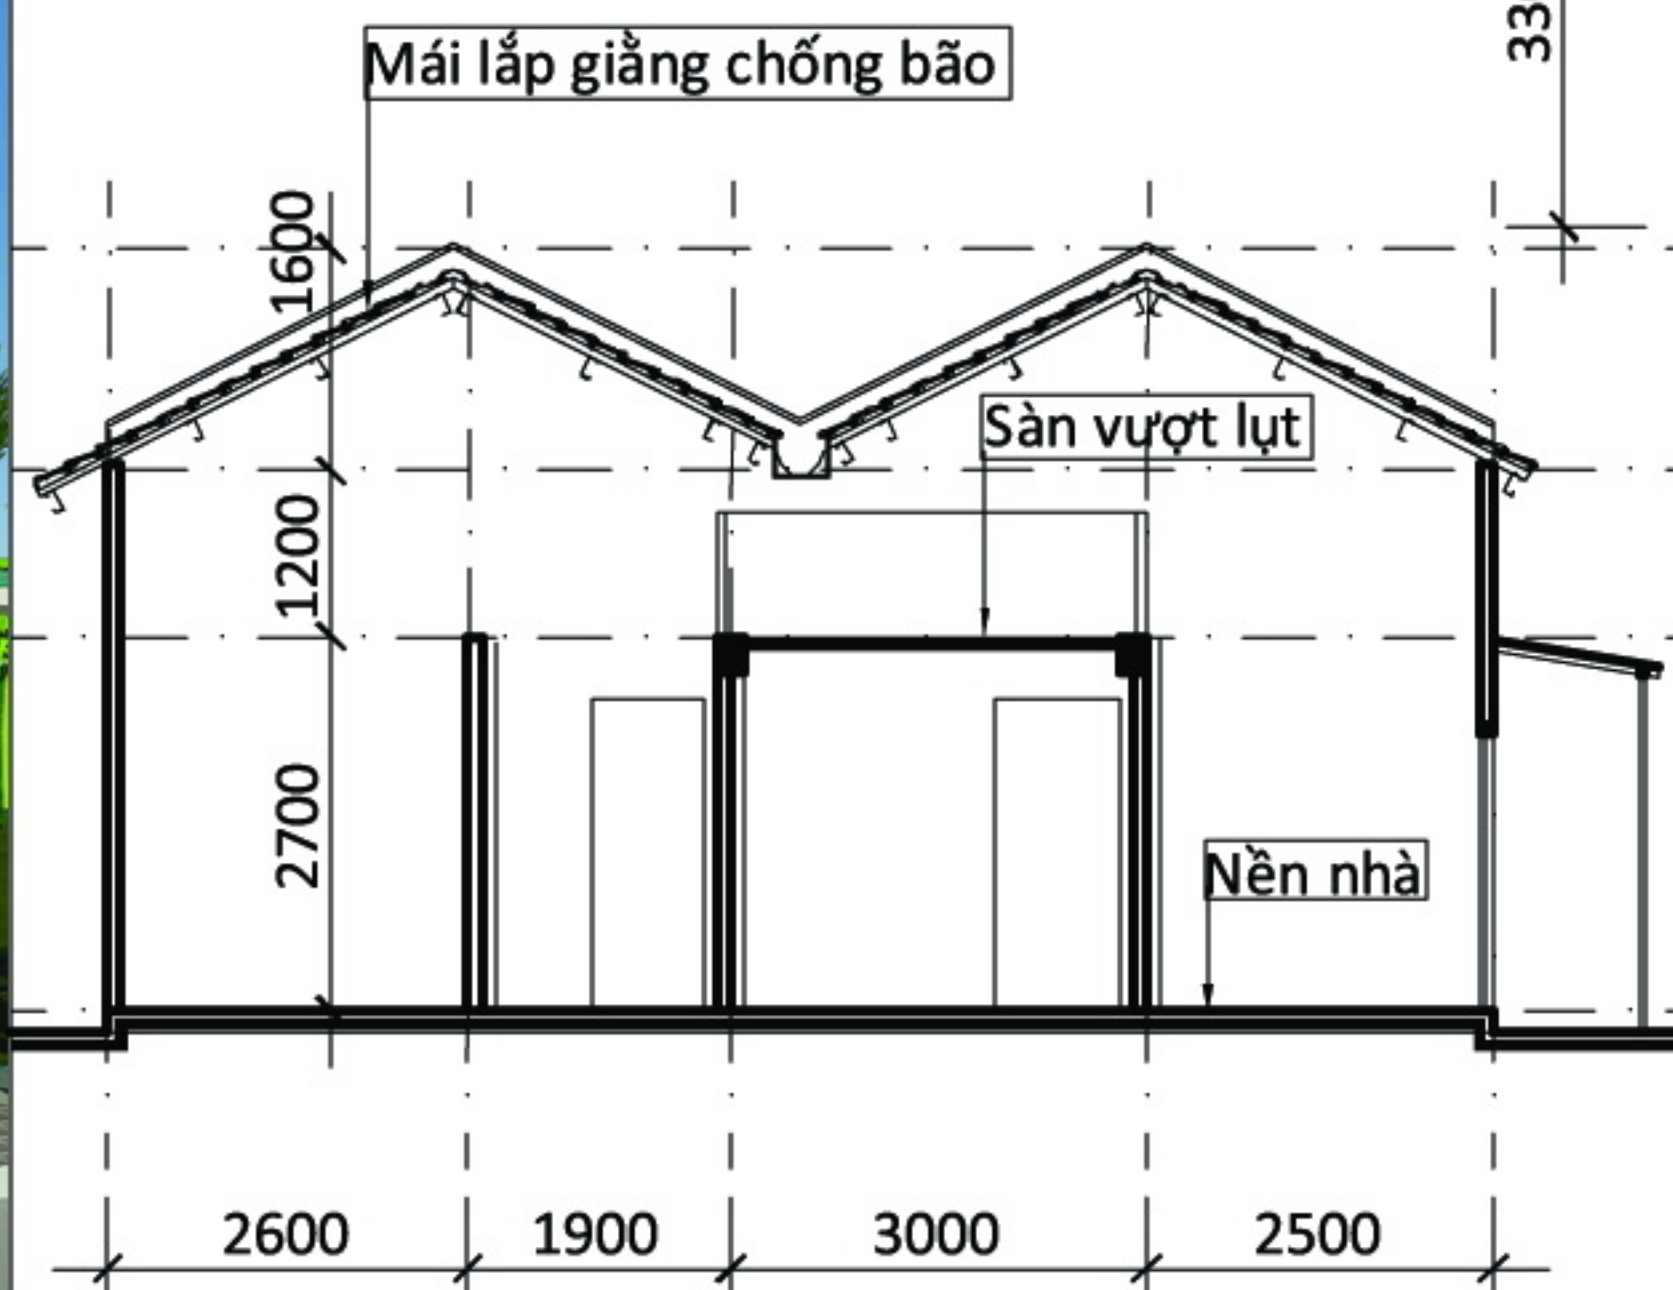 Mái lắp giằng chống bão
33
1600
Sàn vượt lụt
1200
2700
Nền nhà
2600 1900 3000 2500